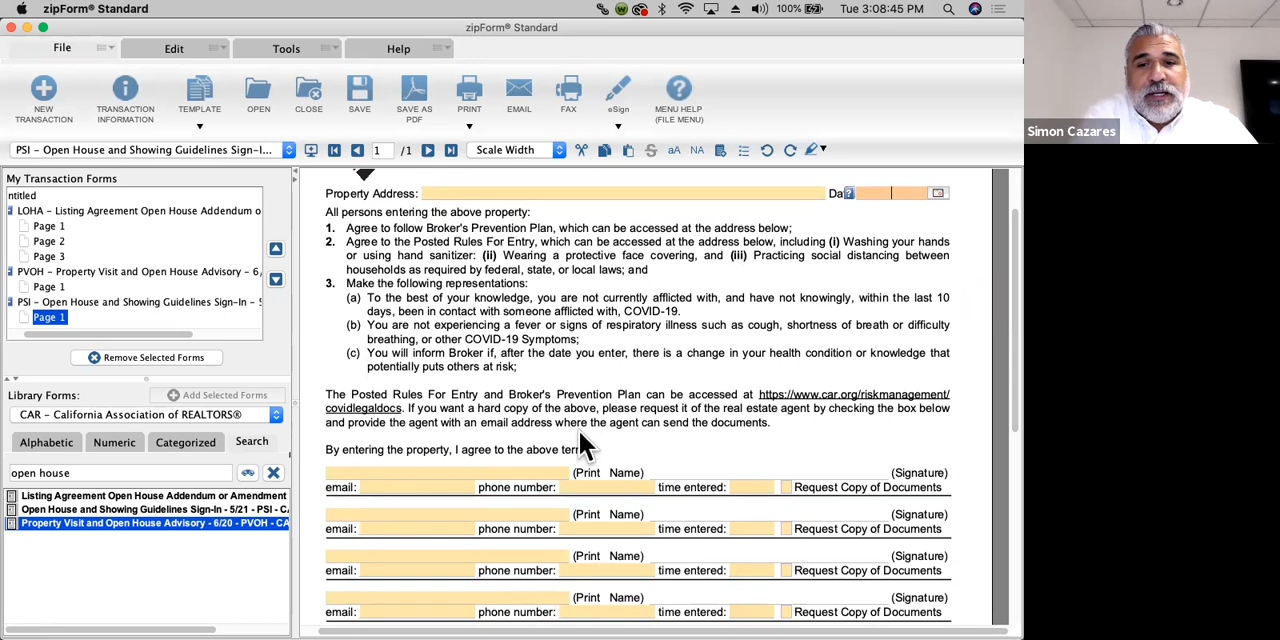 zipForm® Standard
100%
Tue 3:08:45 PM
zipForm® Standard
File
Edit
Tools
Help
NEW TRANSACTION
TRANSACTION INFORMATION
TEMPLATE
OPEN
CLOSE
SAVE
SAVE AS PDF
PRINT
EMAIL
FAX
eSign
MENU HELP (FILE MENU)
Simon Cazares
PSI - Open House and Showing Guidelines Sign-I...
1 /1
Scale Width
aA
NA
My Transaction Forms
ntitled
LOHA - Listing Agreement Open House Addendum o
Page 1
Page 2
Page 3
PVOH - Property Visit and Open House Advisory - 6/
Page 1
PSI - Open House and Showing Guidelines Sign-In - 5
Page 1
Remove Selected Forms
Library Forms:
Add Selected Forms
CAR - California Association of REALTORS®
Alphabetic
Numeric
Categorized
Search
open house
Listing Agreement Open House Addendum or Amendment
Open House and Showing Guidelines Sign-In - 5/21 - PSI - CA
Property Visit and Open House Advisory - 6/20 - PVOH - CA
Property Address:
Da
All persons entering the above property:
1. Agree to follow Broker's Prevention Plan, which can be accessed at the address below;
2. Agree to the Posted Rules For Entry, which can be accessed at the address below, including (i) Washing your hands
or using hand sanitizer: (ii) Wearing a protective face covering, and (iii) Practicing social distancing between
households as required by federal, state, or local laws; and
3. Make the following representations:
(a) To the best of your knowledge, you are not currently afflicted with, and have not knowingly, within the last 10
days, been in contact with someone afflicted with, COVID-19.
(b) You are not experiencing a fever or signs of respiratory illness such as cough, shortness of breath or difficulty
breathing, or other COVID-19 Symptoms;
(c) You will inform Broker if, after the date you enter, there is a change in your health condition or knowledge that
potentially puts others at risk;
The Posted Rules For Entry and Broker's Prevention Plan can be accessed at https://www.car.org/riskmanagement/
covidlegaldocs. If you want a hard copy of the above, please request it of the real estate agent by checking the box below
and provide the agent with an email address where the agent can send the documents.
By entering the property, I agree to the above ter
(Print Name) (Signature)
email: phone number: time entered: Request Copy of Documents
(Print Name) (Signature)
email: phone number: time entered: Request Copy of Documents
(Print Name) (Signature)
email: phone number: time entered: Request Copy of Documents
(Print Name) (Signature)
email: phone number: time entered: Request Copy of Documents